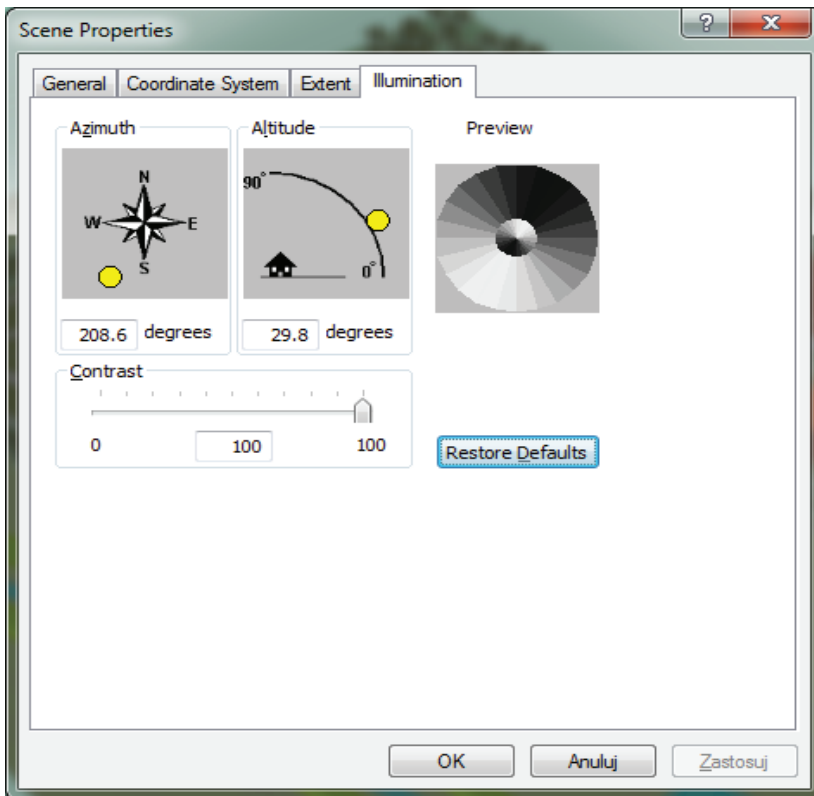 Scene Properties
?
X
General Coordinate System Extent Illumination
Azimuth Altitude Preview
N
W E
S
90°
0°
208.6 degrees 29.8 degrees
Contrast
0 100 100
Restore Defaults
OK Anuluj Zastosuj